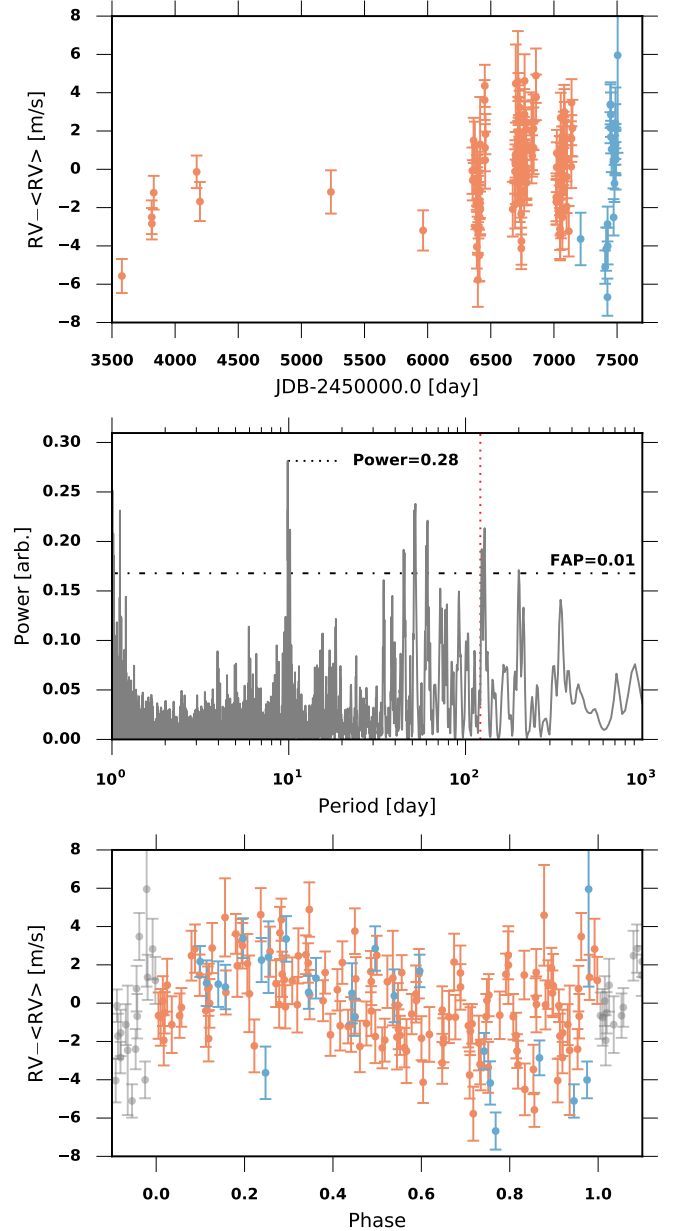 8
6
4
2
0
−2
−4
−6
−8
RV−<RV> [m/s]
3500 4000 4500 5000 5500 6000 6500 7000 7500
JDB-2450000.0 [day]
0.30
0.25
0.20
0.15
0.10
0.05
0.00
Power [arb.]
Power=0.28
FAP=0.01
10⁰ 10¹ 10² 10³
Period [day]
8
6
4
2
0
−2
−4
−6
−8
RV−<RV> [m/s]
0.0 0.2 0.4 0.6 0.8 1.0
Phase